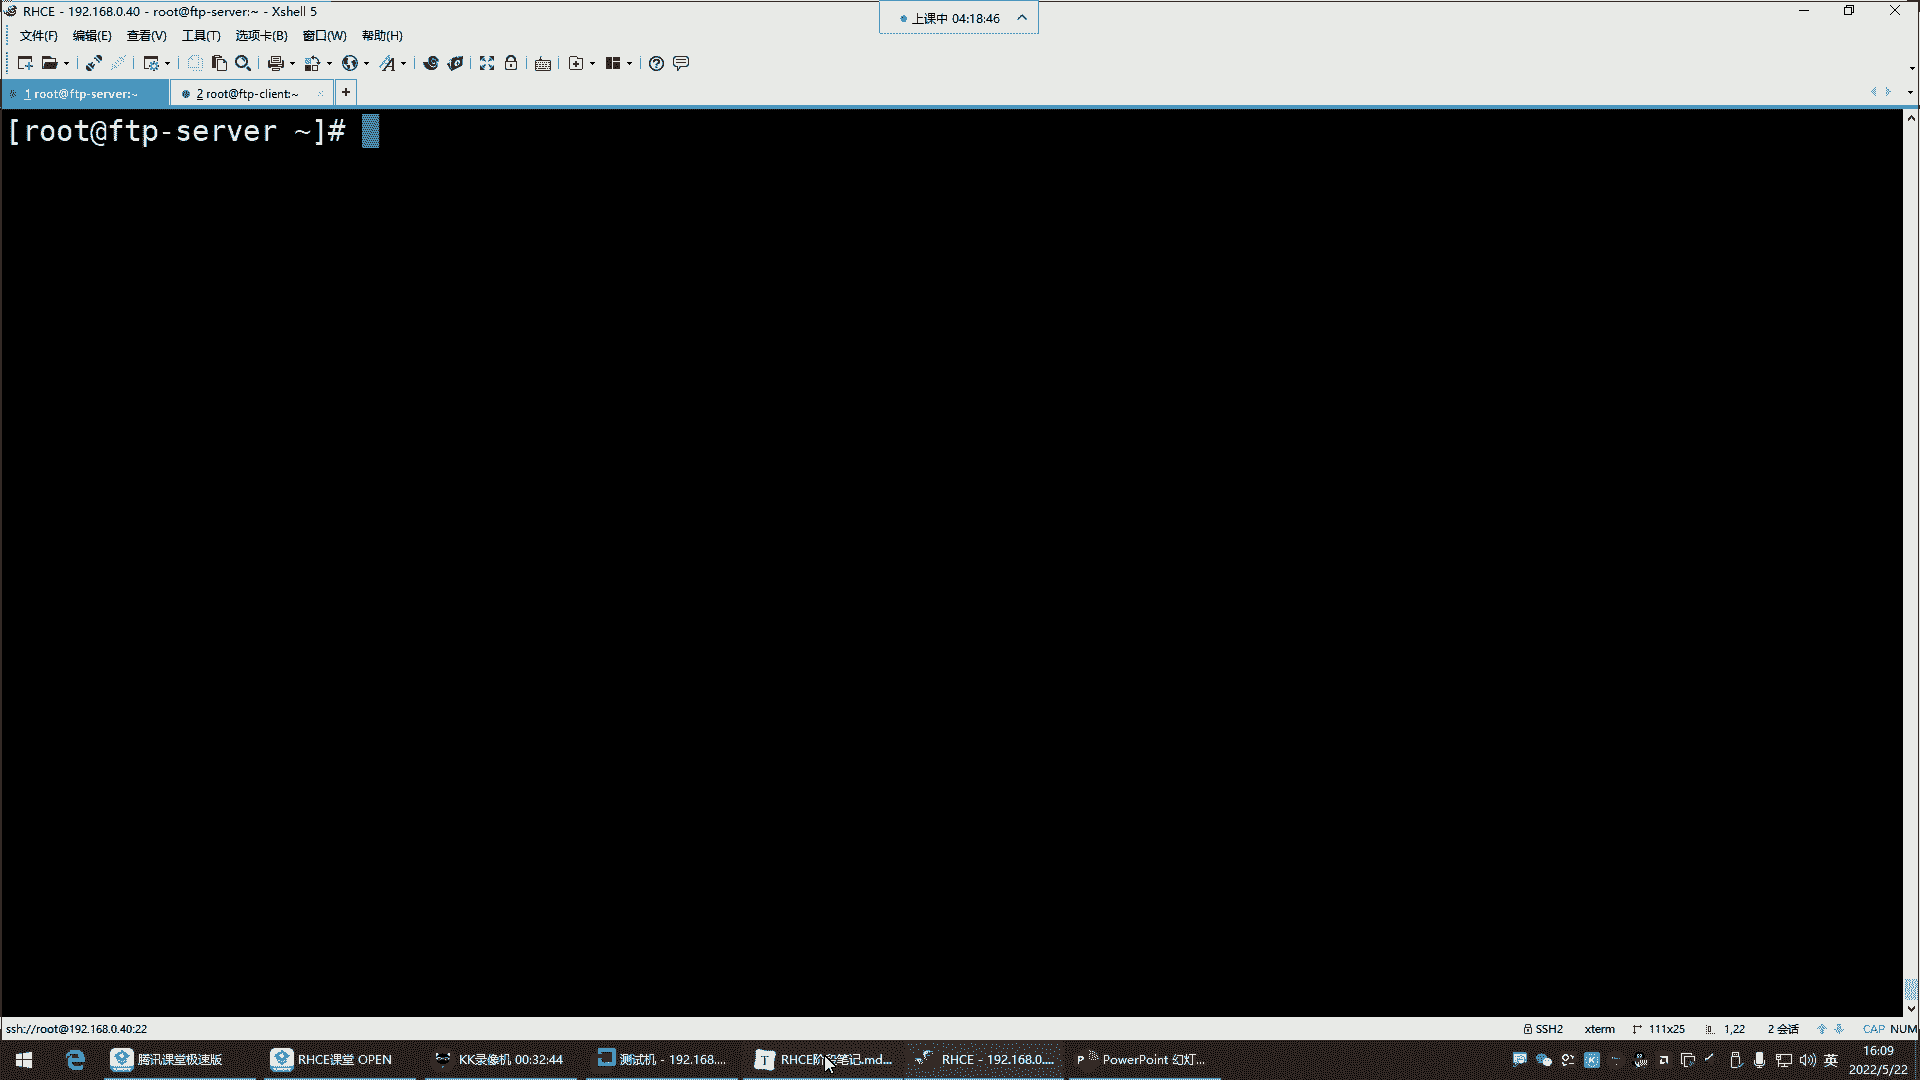 RHCE - 192.168.0.40 - root@ftp-server:~ - Xshell 5
上课中 04:18:46
文件(F) 编辑(E) 查看(V) 工具(T) 选项卡(B) 窗口(W) 帮助(H)
1 root@ftp-server:~ 2 root@ftp-client:~ +
[root@ftp-server ~]#
ssh://root@192.168.0.40:22 SSH2 xterm 111x25 1,22 2 会话 CAP NUM
腾讯课堂极速版 RHCE课堂 OPEN KK录像机 00:32:44 测试机 - 192.168.... RHCE阶段笔记.md... RHCE - 192.168.0.... PowerPoint 幻灯... 英 16:09
2022/5/22